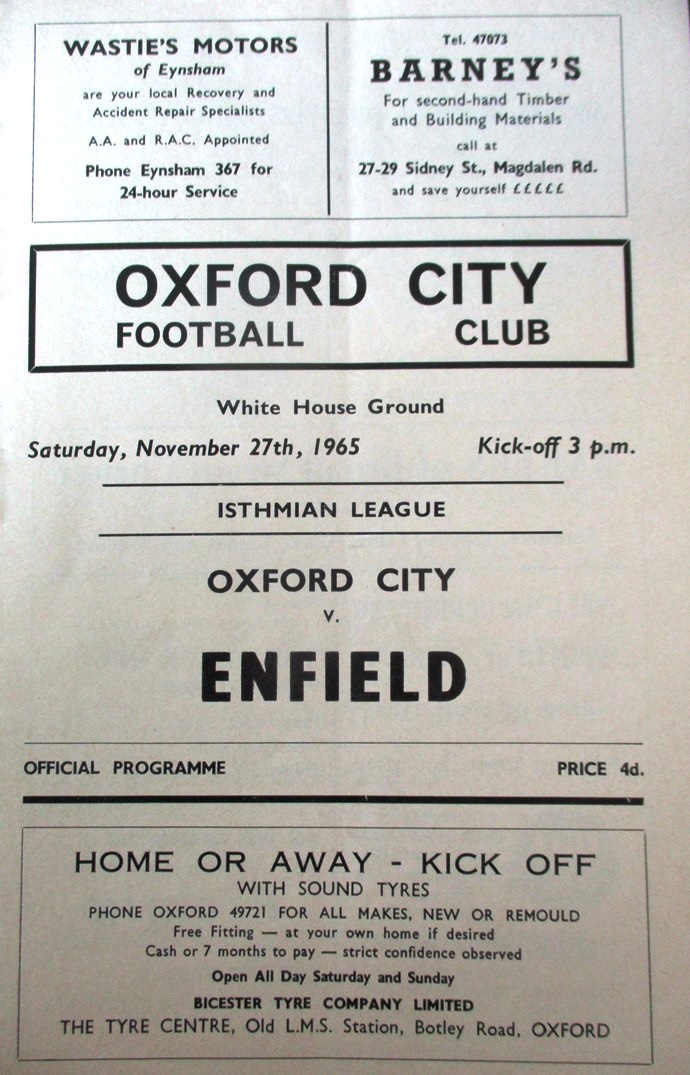 WASTIE'S MOTORS
of Eynsham
are your local Recovery and
Accident Repair Specialists
A.A. and R.A.C. Appointed
Phone Eynsham 367 for
24-hour Service
Tel. 47073
BARNEY'S
For second-hand Timber
and Building Materials
call at
27-29 Sidney St., Magdalen Rd.
and save yourself £££££
OXFORD CITY
FOOTBALL CLUB
White House Ground
Saturday, November 27th, 1965 Kick-off 3 p.m.
ISTHMIAN LEAGUE
OXFORD CITY
v.
ENFIELD
OFFICIAL PROGRAMME PRICE 4d.
HOME OR AWAY - KICK OFF
WITH SOUND TYRES
PHONE OXFORD 49721 FOR ALL MAKES, NEW OR REMOULD
Free Fitting — at your own home if desired
Cash or 7 months to pay — strict confidence observed
Open All Day Saturday and Sunday
BICESTER TYRE COMPANY LIMITED
THE TYRE CENTRE, Old L.M.S. Station, Botley Road, OXFORD